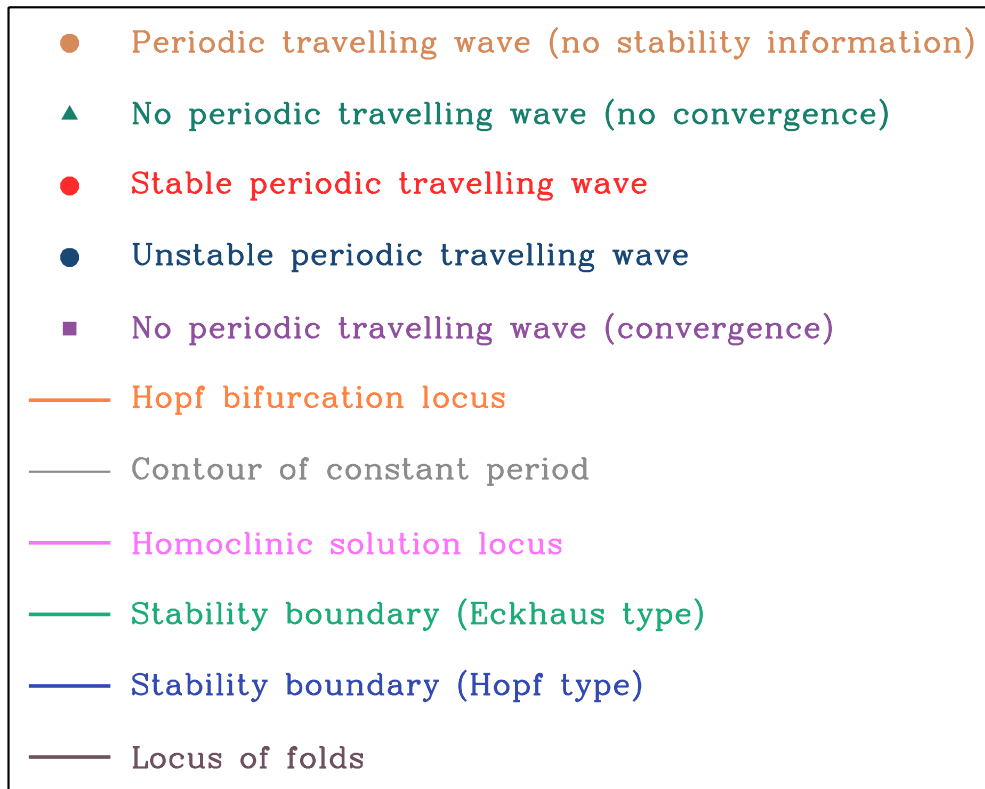 Periodic travelling wave (no stability information)
No periodic travelling wave (no convergence)
Stable periodic travelling wave
Unstable periodic travelling wave
No periodic travelling wave (convergence)
Hopf bifurcation locus
Contour of constant period
Homoclinic solution locus
Stability boundary (Eckhaus type)
Stability boundary (Hopf type)
Locus of folds